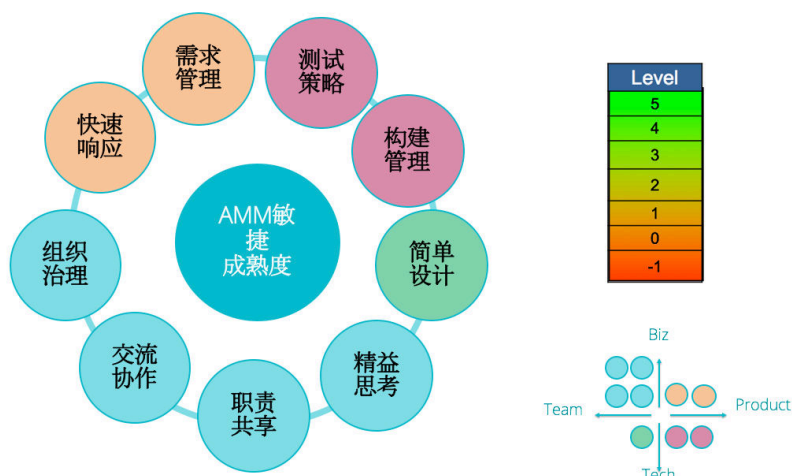 需求
管理
测试
策略
快速
响应
构建
管理
AMM敏
捷
成熟度
组织
治理
简单
设计
交流
协作
精益
思考
职责
共享
Level
5
4
3
2
1
0
-1
Biz
Team
Product
Tech